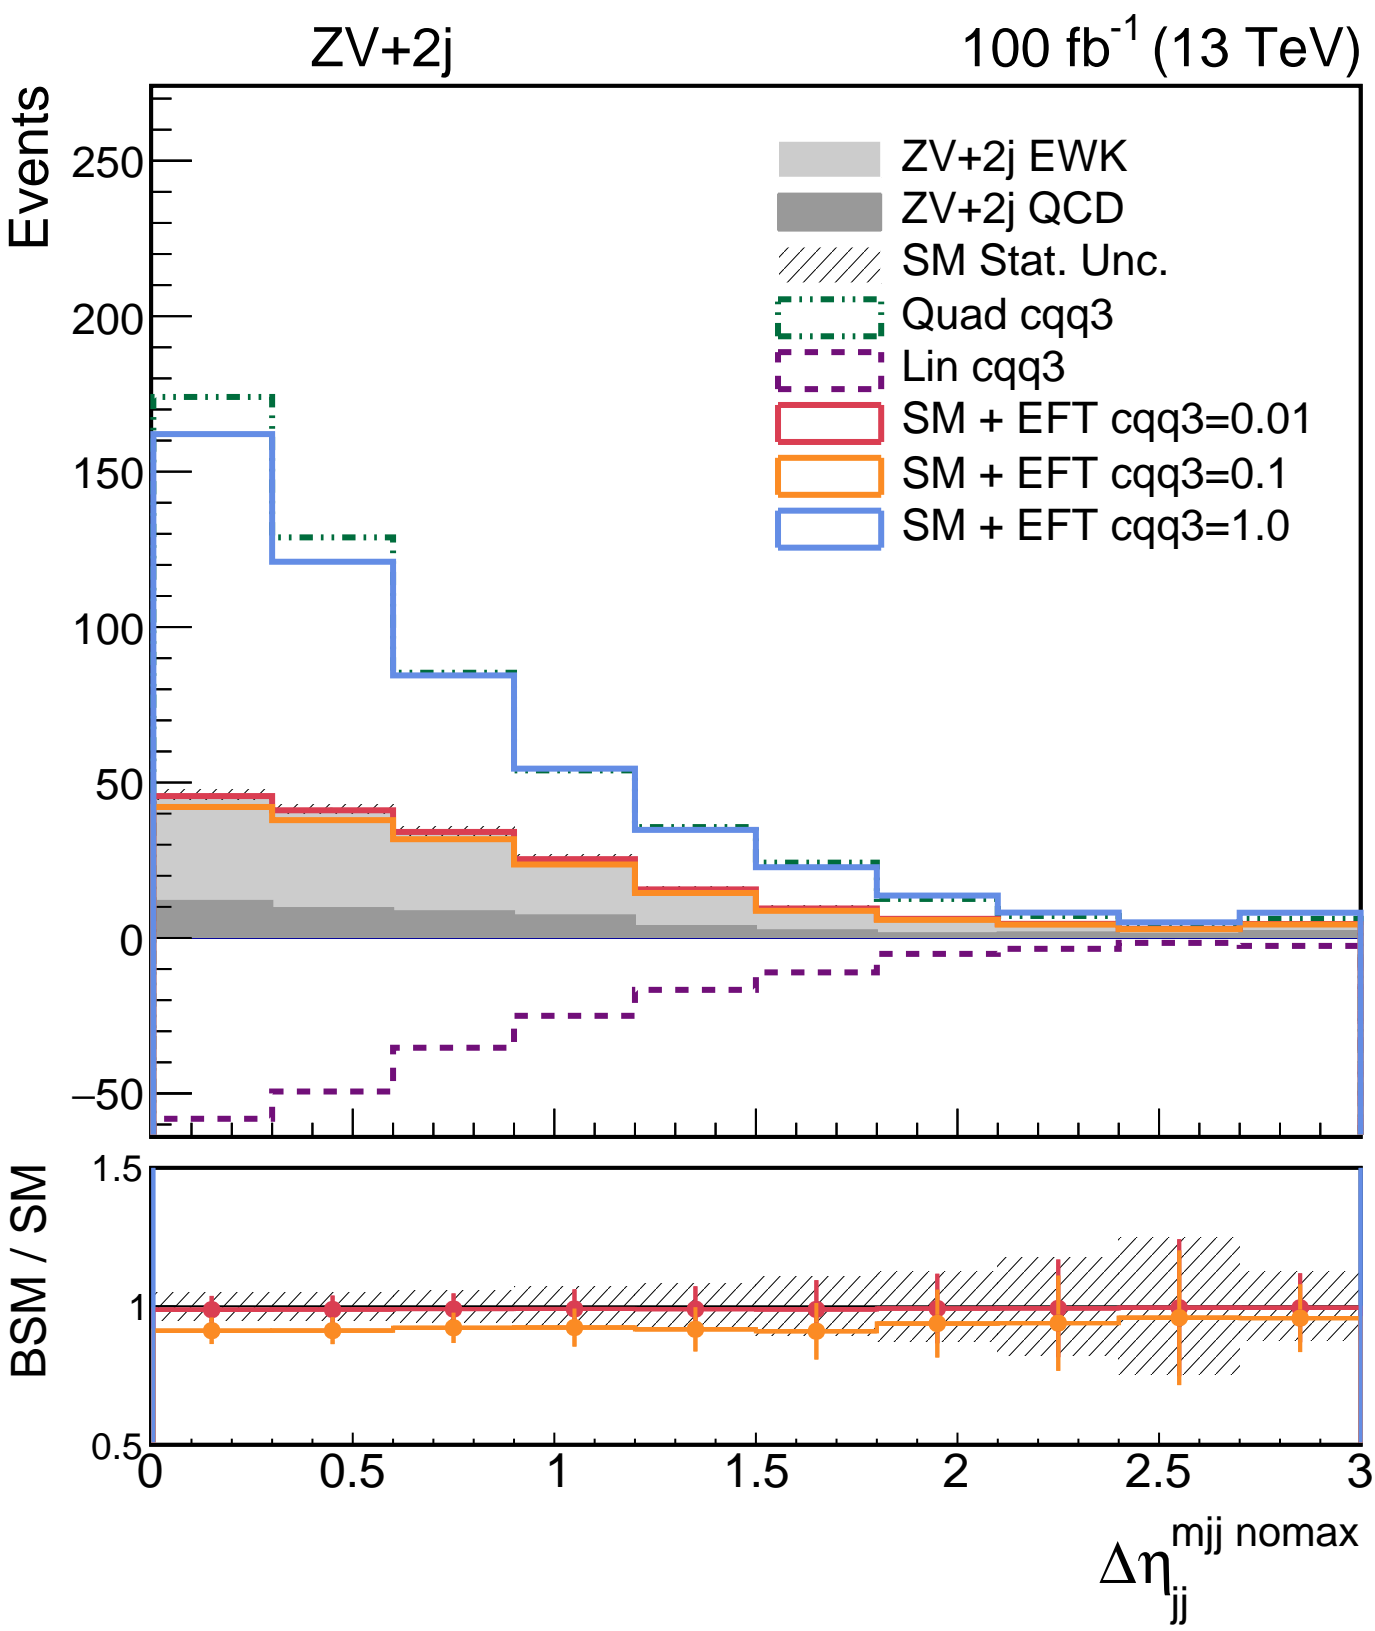 ZV+2j
100 fb-1 (13 TeV)
Events
250
200
150
100
50
0
−50
ZV+2j EWK
ZV+2j QCD
SM Stat. Unc.
Quad cqq3
Lin cqq3
SM + EFT cqq3=0.01
SM + EFT cqq3=0.1
SM + EFT cqq3=1.0
BSM / SM
1.5
1
0.5
0 0.5 1 1.5 2 2.5 3
Δη jj mjj nomax